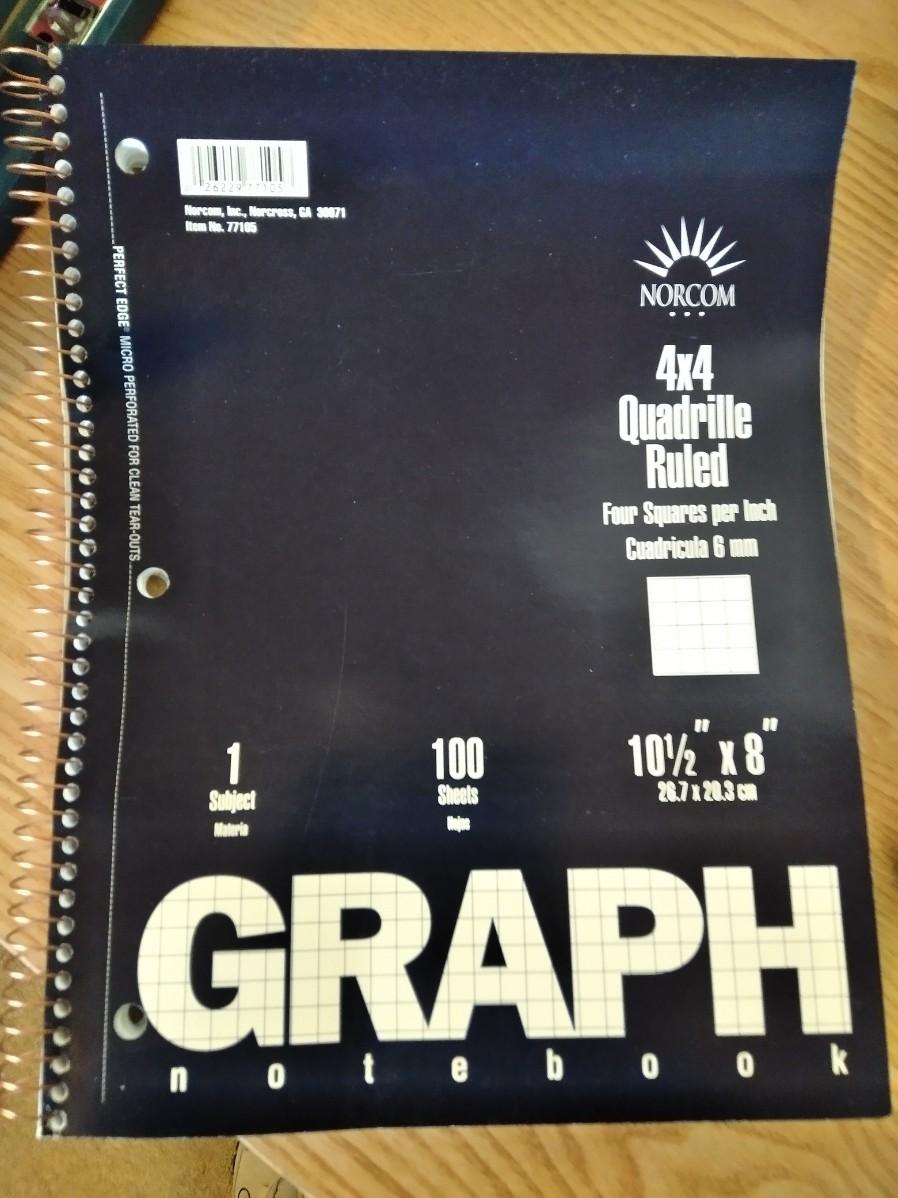 26229 77105
Norcom, Inc., Norcross, GA 30071
Item No. 77105
PERFECT EDGE® MICRO PERFORATED FOR CLEAN TEAR-OUTS
NORCOM
4x4
Quadrille
Ruled
Four Squares per Inch
Cuadricula 6 mm
1
Subject
Materia
100
Sheets
Hojas
10½" x 8"
26.7 x 20.3 cm
GRAPH
notebook